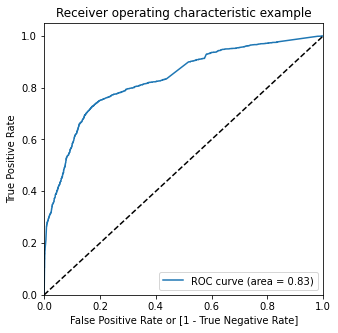 Receiver operating characteristic example
True Positive Rate
1.0
0.8
0.6
0.4
0.2
0.0
ROC curve (area = 0.83)
0.0 0.2 0.4 0.6 0.8 1.0
False Positive Rate or [1 - True Negative Rate]